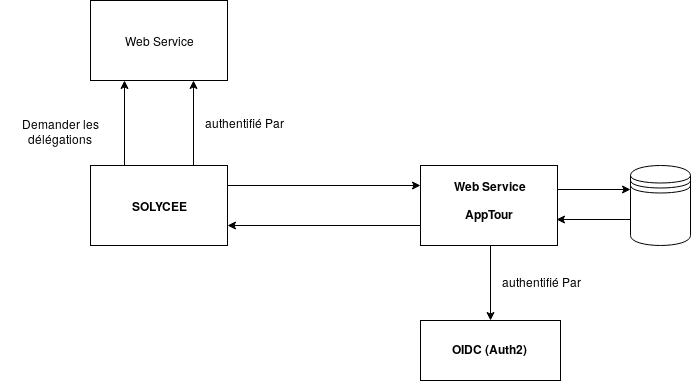 Web Service
Demander les
délégations
authentifié Par
SOLYCEE
Web Service
AppTour
authentifié Par
OIDC (Auth2)